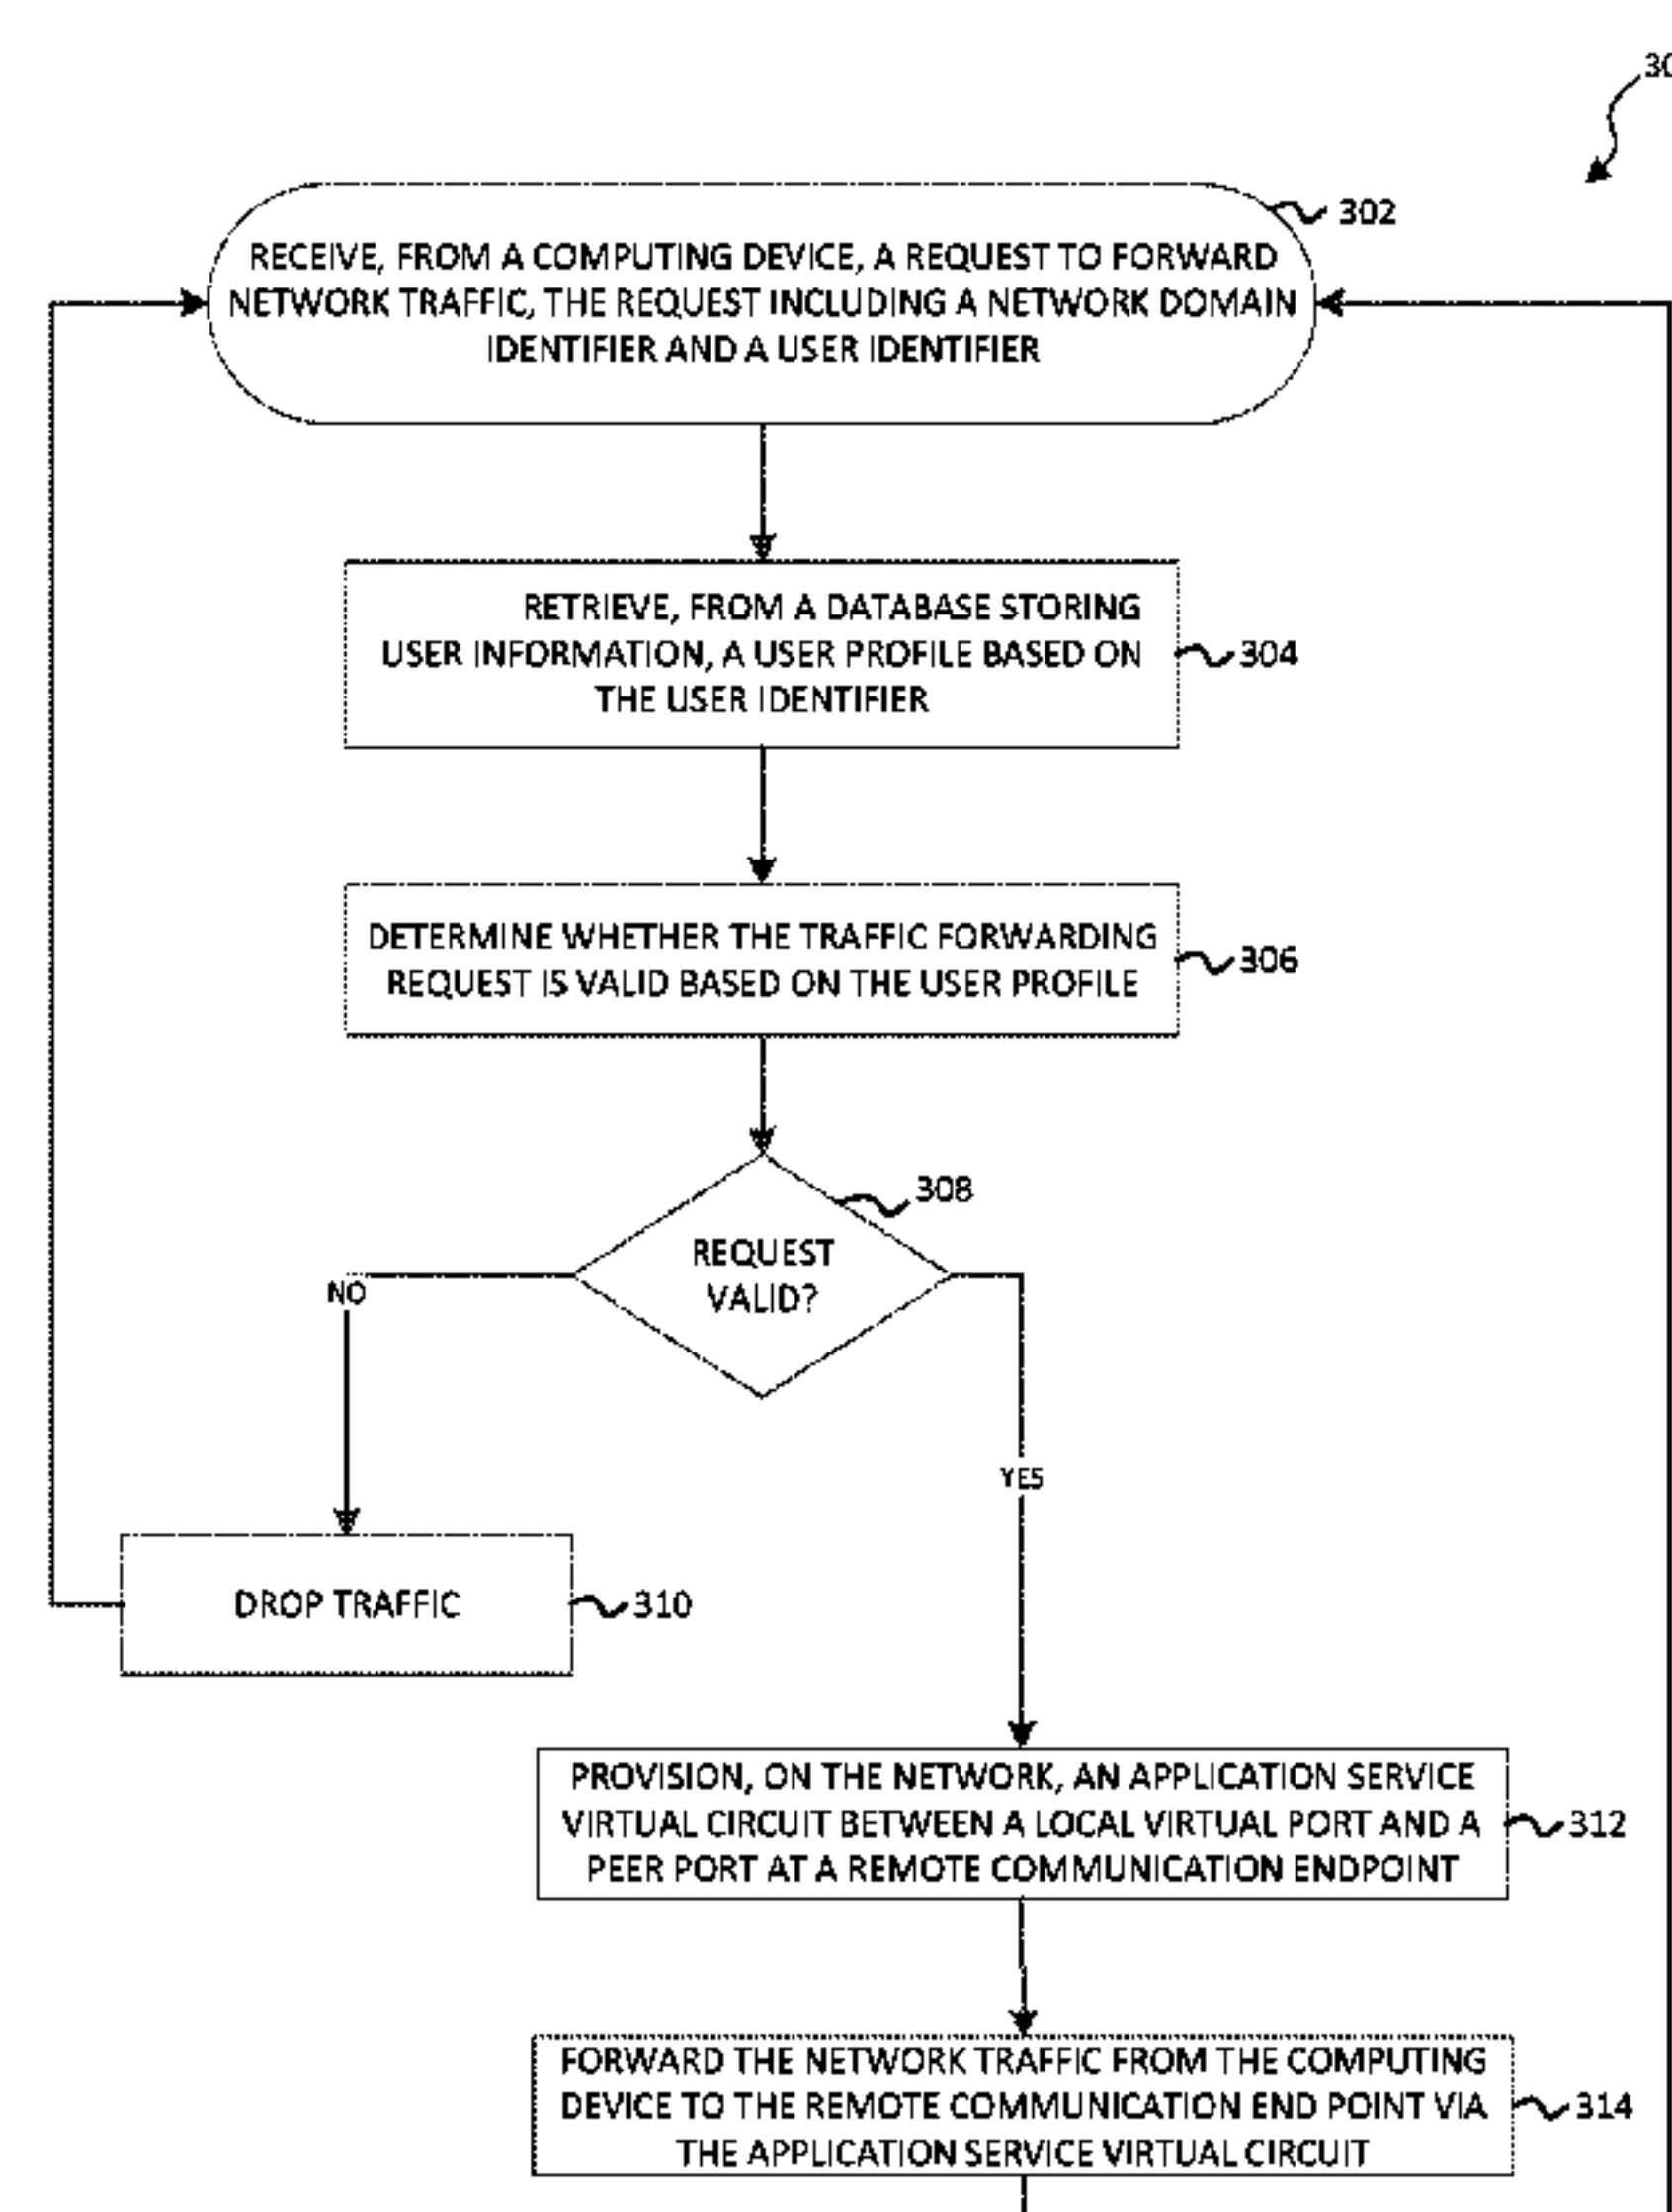 30
302
RECEIVE, FROM A COMPUTING DEVICE, A REQUEST TO FORWARD
NETWORK TRAFFIC, THE REQUEST INCLUDING A NETWORK DOMAIN
IDENTIFIER AND A USER IDENTIFIER
RETRIEVE, FROM A DATABASE STORING
USER INFORMATION, A USER PROFILE BASED ON
THE USER IDENTIFIER
304
DETERMINE WHETHER THE TRAFFIC FORWARDING
REQUEST IS VALID BASED ON THE USER PROFILE
306
308
REQUEST
VALID?
NO
YES
DROP TRAFFIC
310
PROVISION, ON THE NETWORK, AN APPLICATION SERVICE
VIRTUAL CIRCUIT BETWEEN A LOCAL VIRTUAL PORT AND A
PEER PORT AT A REMOTE COMMUNICATION ENDPOINT
312
FORWARD THE NETWORK TRAFFIC FROM THE COMPUTING
DEVICE TO THE REMOTE COMMUNICATION END POINT VIA
THE APPLICATION SERVICE VIRTUAL CIRCUIT
314